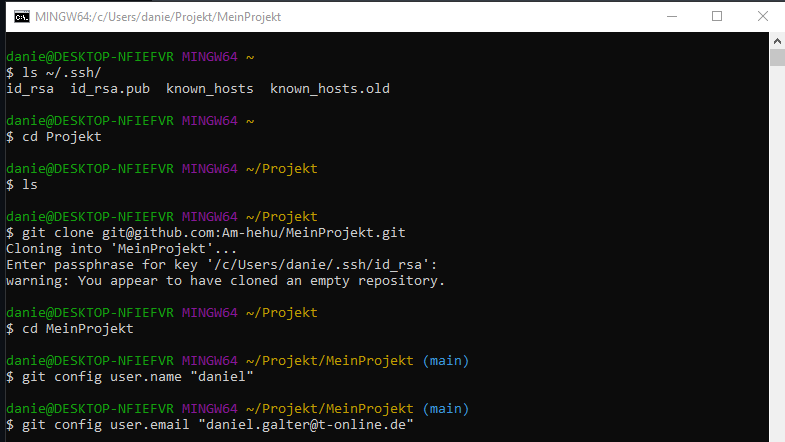 MINGW64:/c/Users/danie/Projekt/MeinProjekt
danie@DESKTOP-NFIEFVR MINGW64 ~
$ ls ~/.ssh/
id_rsa  id_rsa.pub  known_hosts  known_hosts.old
danie@DESKTOP-NFIEFVR MINGW64 ~
$ cd Projekt
danie@DESKTOP-NFIEFVR MINGW64 ~/Projekt
$ ls
danie@DESKTOP-NFIEFVR MINGW64 ~/Projekt
$ git clone git@github.com:Am-hehu/MeinProjekt.git
Cloning into 'MeinProjekt'...
Enter passphrase for key '/c/Users/danie/.ssh/id_rsa':
warning: You appear to have cloned an empty repository.
danie@DESKTOP-NFIEFVR MINGW64 ~/Projekt
$ cd MeinProjekt
danie@DESKTOP-NFIEFVR MINGW64 ~/Projekt/MeinProjekt (main)
$ git config user.name "daniel"
danie@DESKTOP-NFIEFVR MINGW64 ~/Projekt/MeinProjekt (main)
$ git config user.email "daniel.galter@t-online.de"